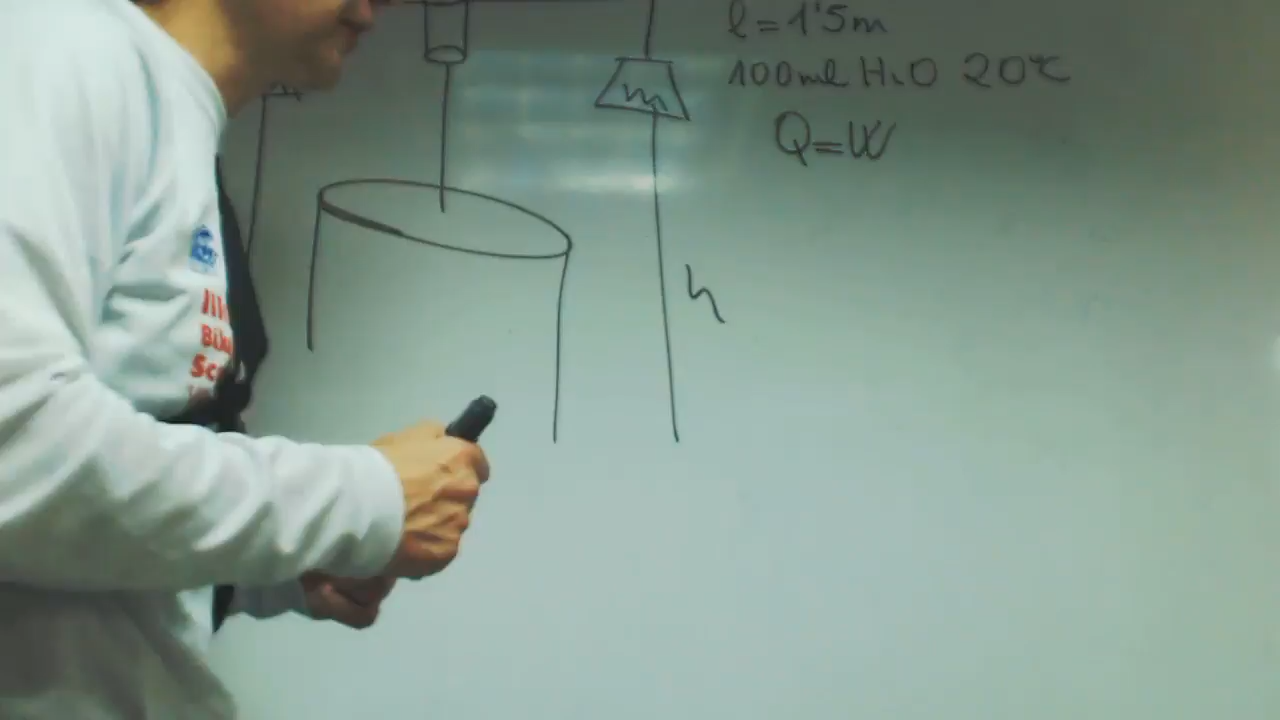 l = 1'5m
100ml H₂O 20°C
m
Q = W
h